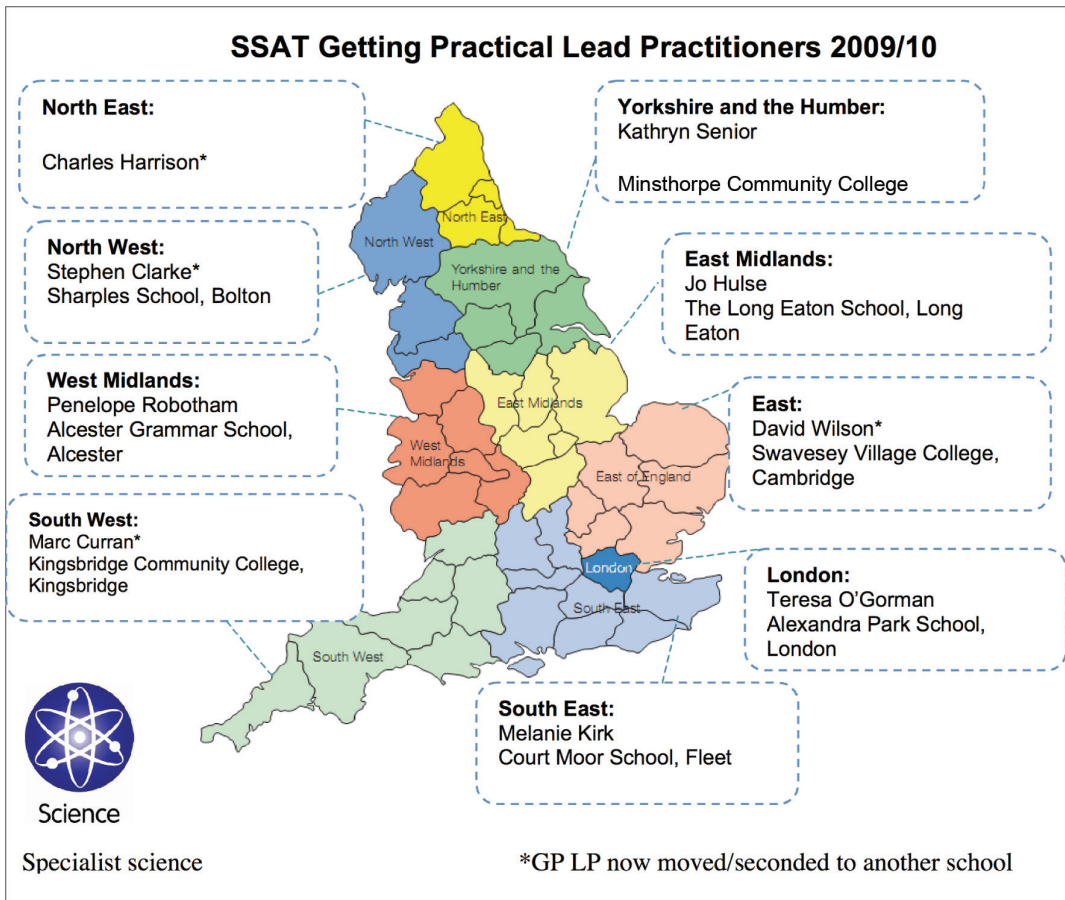 SSAT Getting Practical Lead Practitioners 2009/10
North East:
Charles Harrison*
Yorkshire and the Humber:
Kathryn Senior
Minsthorpe Community College
North West:
Stephen Clarke*
Sharples School, Bolton
East Midlands:
Jo Hulse
The Long Eaton School, Long
Eaton
West Midlands:
Penelope Robotham
Alcester Grammar School,
Alcester
East:
David Wilson*
Swavesey Village College,
Cambridge
South West:
Marc Curran*
Kingsbridge Community College,
Kingsbridge
London:
Teresa O’Gorman
Alexandra Park School,
London
South East:
Melanie Kirk
Court Moor School, Fleet
North East
North West
Yorkshire and the
Humber
East Midlands
West
Midlands
East of England
London
South East
South West
Science
Specialist science
*GP LP now moved/seconded to another school